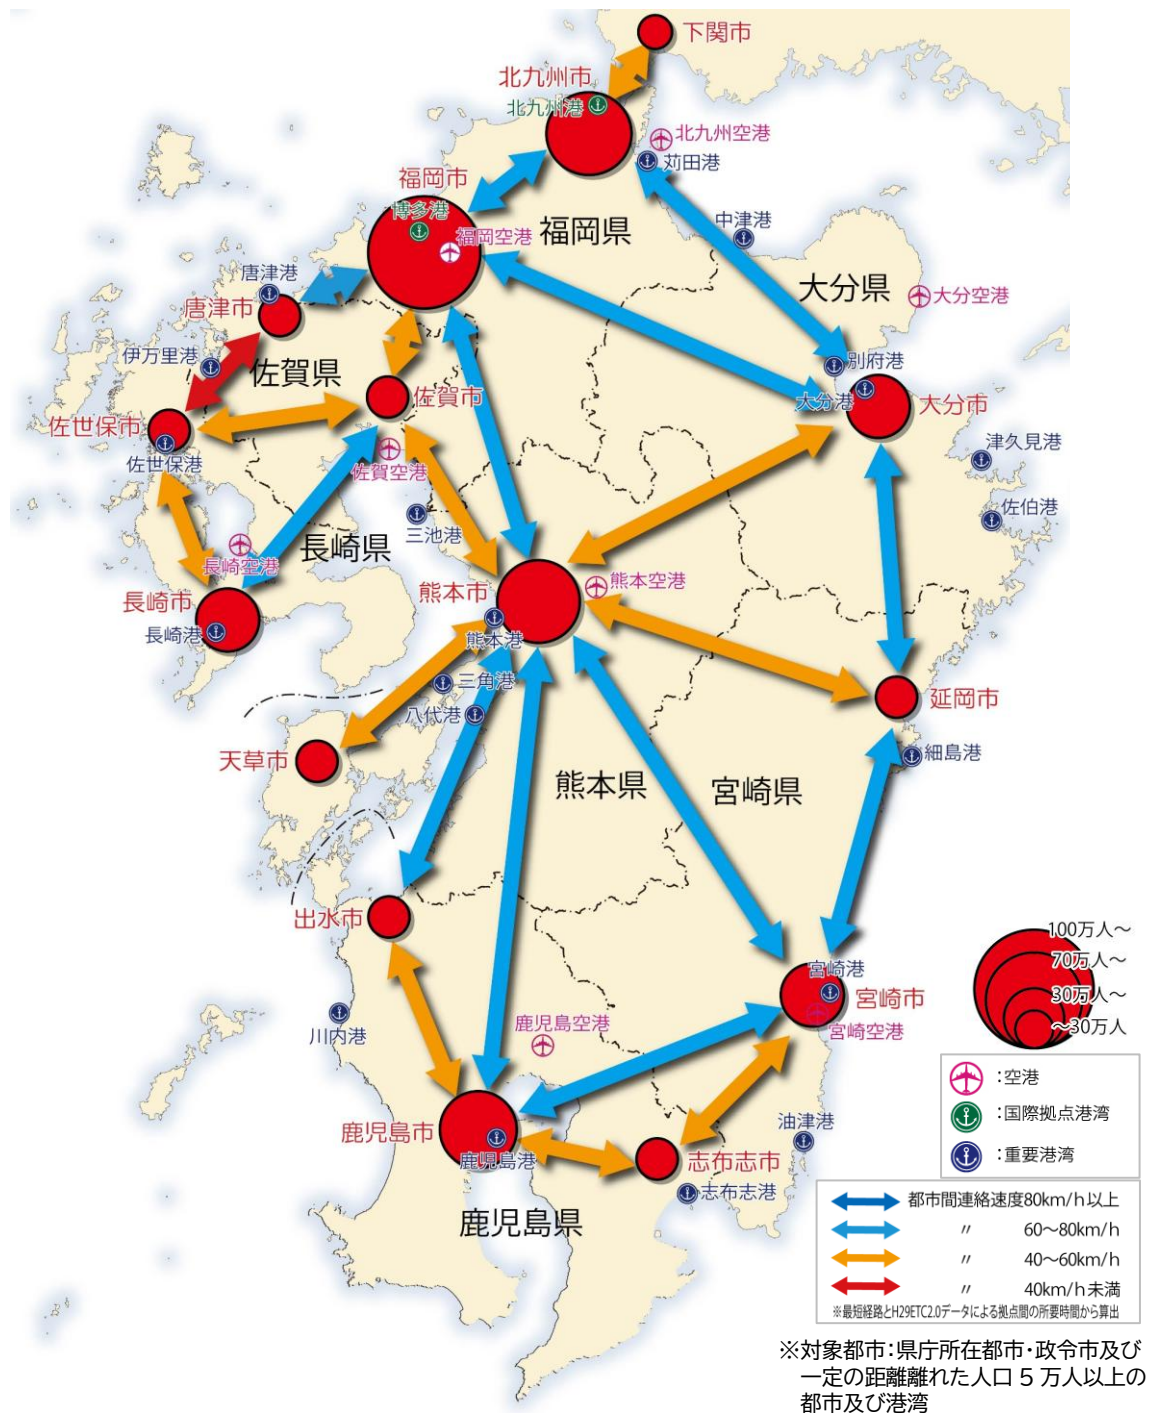 下関市
北九州市
北九州港
北九州空港
苅田港
福岡市
博多港
福岡空港
福岡県
中津港
唐津港
唐津市
大分県
大分空港
伊万里港
佐賀県
別府港
佐賀市
大分港
大分市
佐世保市
佐世保港
佐賀空港
津久見港
佐伯港
三池港
長崎県
長崎空港
熊本市
熊本空港
長崎市
長崎港
熊本港
三角港
八代港
延岡市
天草市
細島港
熊本県
宮崎県
出水市
宮崎港
宮崎市
宮崎空港
川内港
鹿児島空港
鹿児島市
鹿児島港
志布志市
油津港
志布志港
鹿児島県
100万人〜
70万人〜
30万人〜
〜30万人
:空港
:国際拠点港湾
:重要港湾
都市間連絡速度80km/h以上
〃 60〜80km/h
〃 40〜60km/h
〃 40km/h未満
※最短経路とH29ETC2.0データによる拠点間の所要時間から算出
※対象都市:県庁所在都市・政令市及び
一定の距離離れた人口5万人以上の
都市及び港湾